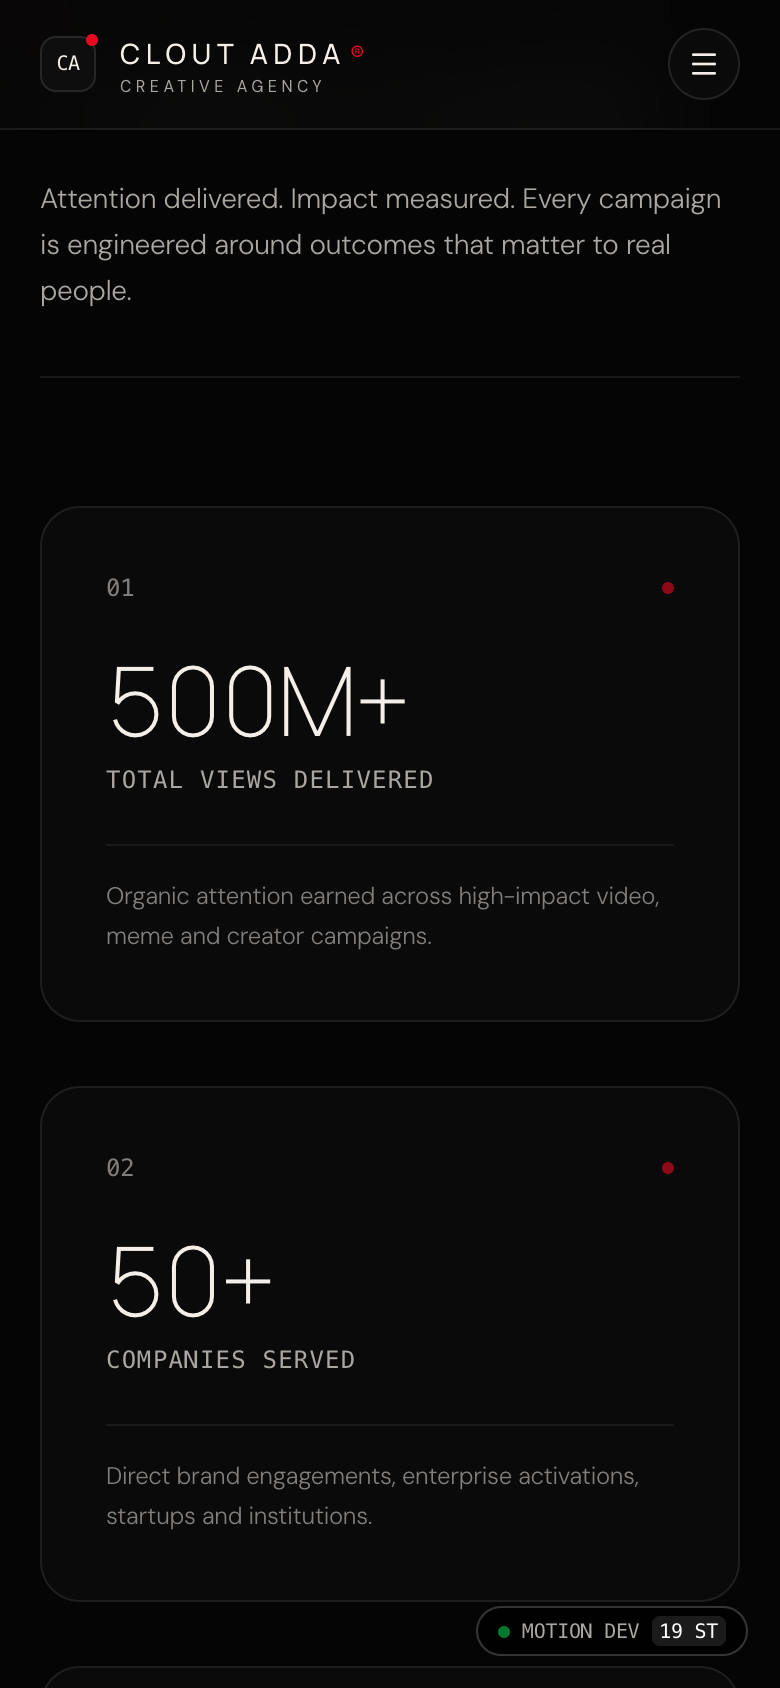 CA
CLOUT ADDA ®
CREATIVE AGENCY
Attention delivered. Impact measured. Every campaign
is engineered around outcomes that matter to real
people.
01
500M+
TOTAL VIEWS DELIVERED
Organic attention earned across high-impact video,
meme and creator campaigns.
02
50+
COMPANIES SERVED
Direct brand engagements, enterprise activations,
startups and institutions.
MOTION DEV 19 ST